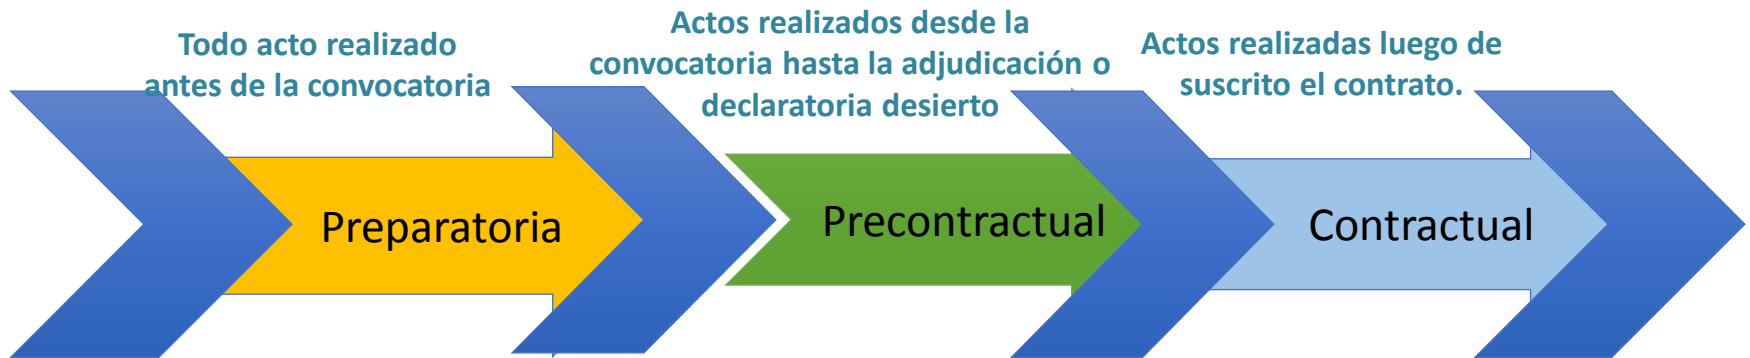 Todo acto realizado
antes de la convocatoria
Actos realizados desde la
convocatoria hasta la adjudicación o
declaratoria desierto
Actos realizadas luego de
suscrito el contrato.
Preparatoria
Precontractual
Contractual